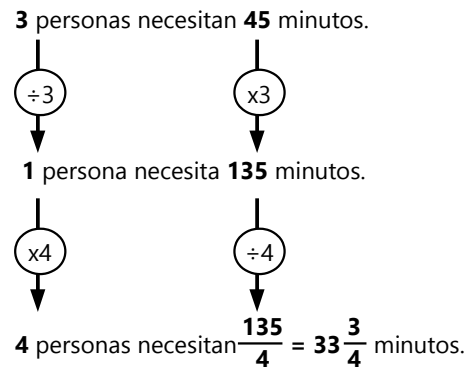 3 personas necesitan 45 minutos.
÷3 x3
1 persona necesita 135 minutos.
x4 ÷4
4 personas necesitan 135/4 = 33 3/4 minutos.